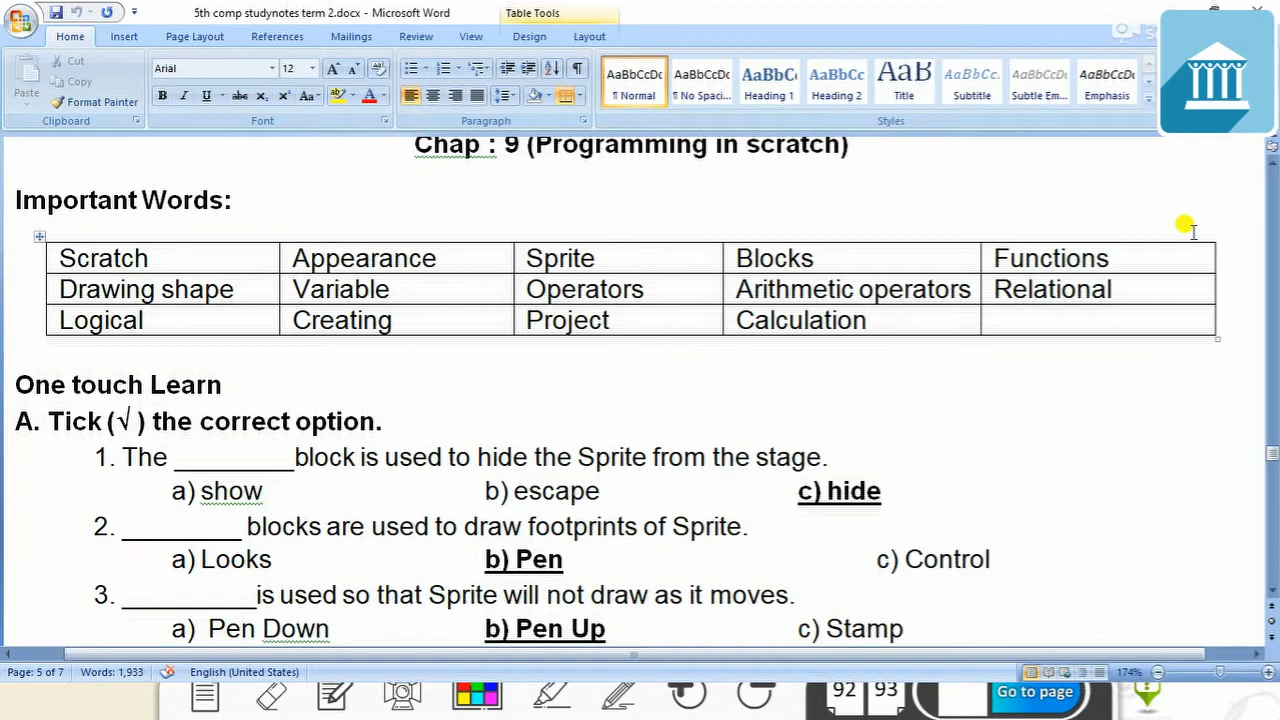 5th comp studynotes term 2.docx - Microsoft Word
Table Tools
Home Insert Page Layout References Mailings Review View Design Layout
Paste
Cut
Copy
Format Painter
Clipboard
Arial 12
Font
Paragraph
AaBbCcDc AaBbCcDc AaBbCc AaBbCc AaB AaBbCc. AaBbCcDc AaBbCcDc
¶ Normal ¶ No Spaci... Heading 1 Heading 2 Title Subtitle Subtle Em... Emphasis
Styles
Chap : 9 (Programming in scratch)
Important Words:
Scratch Appearance Sprite Blocks Functions
Drawing shape Variable Operators Arithmetic operators Relational
Logical Creating Project Calculation
One touch Learn
A. Tick (√ ) the correct option.
1. The ________block is used to hide the Sprite from the stage.
a) show b) escape c) hide
2. ________ blocks are used to draw footprints of Sprite.
a) Looks b) Pen c) Control
3. _________is used so that Sprite will not draw as it moves.
a) Pen Down b) Pen Up c) Stamp
Page: 5 of 7 Words: 1,933 English (United States) 174%
92 93 Go to page